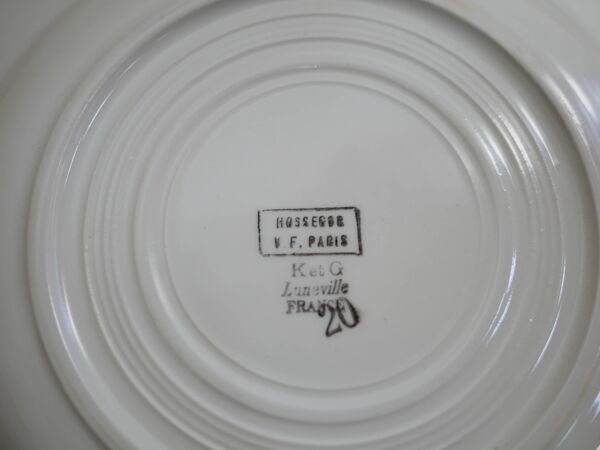 HOSSEGOR
V F. PARIS
K et G
Luneville
FRANCE
20